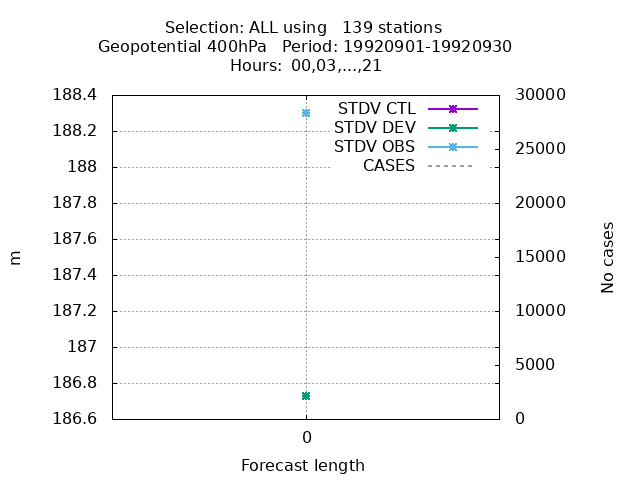 Selection: ALL using   139 stations
Geopotential 400hPa   Period: 19920901-19920930
Hours:  00,03,...,21
188.4
188.2
188
187.8
187.6
187.4
187.2
187
186.8
186.6
m
STDV CTL
STDV DEV
STDV OBS
CASES
30000
25000
20000
15000
10000
5000
0
No cases
0
Forecast length